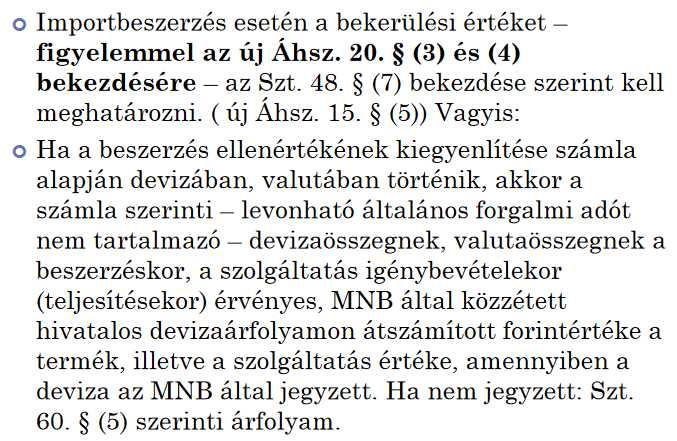 Importbeszerzés esetén a bekerülési értéket –
figyelemmel az új Áhsz. 20. § (3) és (4)
bekezdésére – az Szt. 48. § (7) bekezdése szerint kell
meghatározni. ( új Áhsz. 15. § (5)) Vagyis:
Ha a beszerzés ellenértékének kiegyenlítése számla
alapján devizában, valutában történik, akkor a
számla szerinti – levonható általános forgalmi adót
nem tartalmazó – devizaösszegnek, valutaösszegnek a
beszerzéskor, a szolgáltatás igénybevételekor
(teljesítésekor) érvényes, MNB által közzétett
hivatalos devizaárfolyamon átszámított forintértéke a
termék, illetve a szolgáltatás értéke, amennyiben a
deviza az MNB által jegyzett. Ha nem jegyzett: Szt.
60. § (5) szerinti árfolyam.